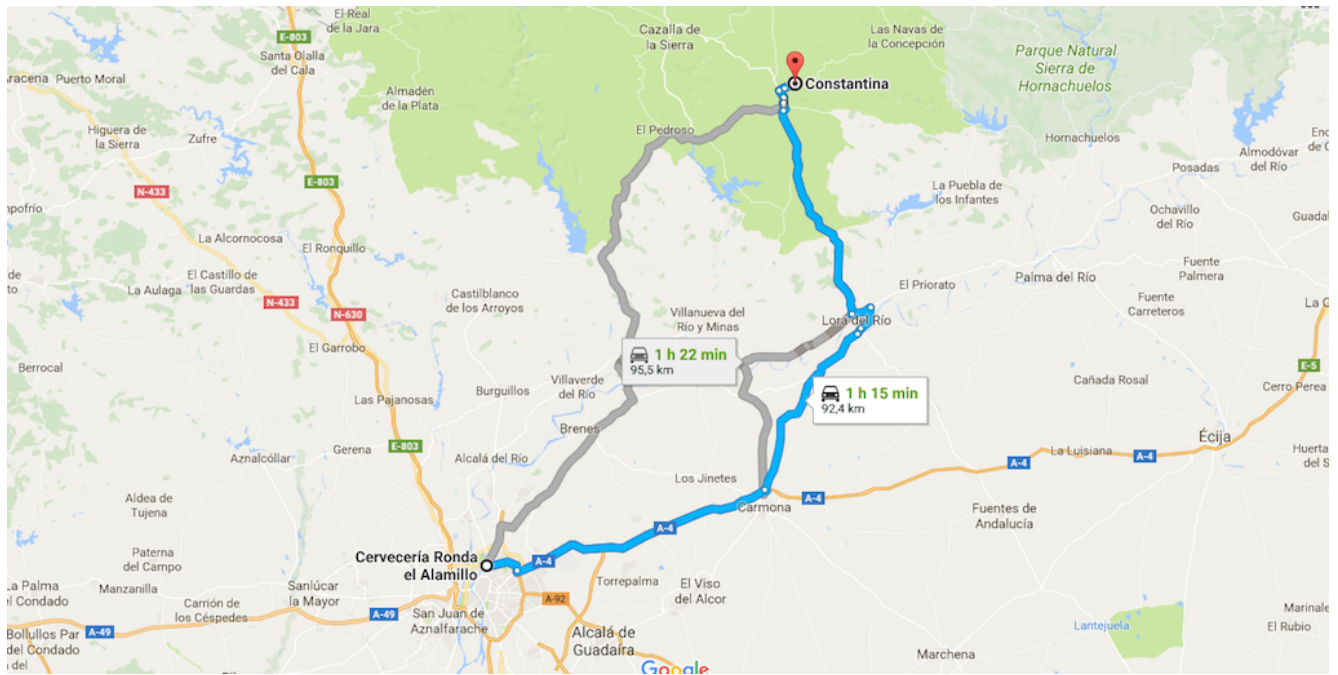 El Real
de la Jara
E-803
Santa Olalla
del Cala
Cazalla de
la Sierra
Las Navas de
la Concepción
Parque Natural
Sierra de
Hornachuelos
Aracena
Puerto Moral
Almadén
de la Plata
Constantina
Higuera de
la Sierra
Zufre
El Pedroso
Hornachuelos
Almodóvar
del Río
Posadas
N-433
E-803
La Puebla de
los Infantes
Ochavillo
del Río
La Alcornocosa
El Ronquillo
El Castillo de
las Guardas
La Aulaga
N-433
Castilblanco
de los Arroyos
N-630
El Garrobo
Villanueva del
Río y Minas
Lora del Río
El Priorato
Palma del Río
Fuente
Palmera
Fuente
Carreteros
E-5
1 h 22 min
95,5 km
1 h 15 min
92,4 km
Berrocal
Las Pajanosas
Burguillos
Villaverde
del Río
Cañada Rosal
Cerro Perea
Écija
Brenes
E-803
Gerena
Aznalcóllar
Alcalá del Río
Los Jinetes
La Luisiana
A-4
A-4
A-4
Carmona
Fuentes de
Andalucía
Aldea de
Tujena
A-4
Paterna
del Campo
Cervecería Ronda
el Alamillo
A-4
Torrepalma
El Viso
del Alcor
La Palma
el Condado
Manzanilla
Carrión de
los Céspedes
Sanlúcar
la Mayor
A-49
A-49
San Juan de
Aznalfarache
A-92
Alcalá de
Guadaíra
Bollullos Par
del Condado
Lantejuela
Marchena
El Rubio
Marinale
Google